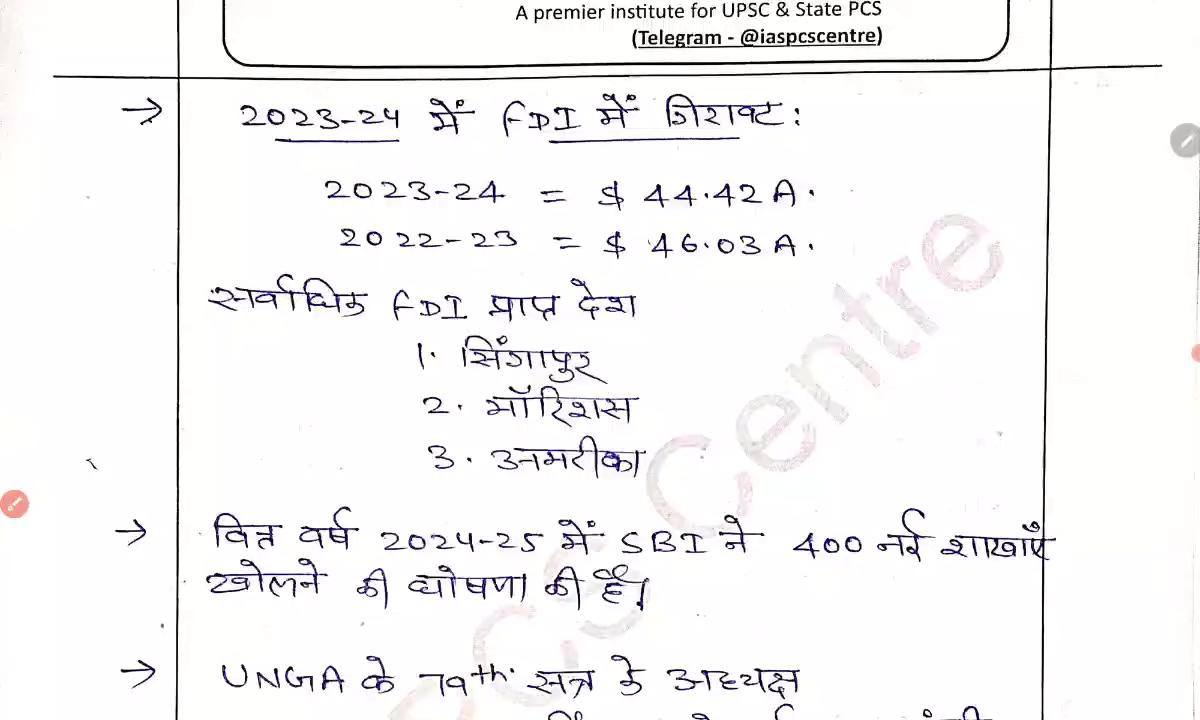 A premier institute for UPSC & State PCS
(Telegram - @iaspcscentre)
→ 2023-24 में FDI में गिरावट:
2023-24 = $ 44.42 A.
2022-23 = $ 46.03 A.
सर्वाधिक FDI प्राप्त देश
1. सिंगापुर
2. मॉरिशस
3. अमरीका
→ वित्त वर्ष 2024-25 में SBI ने 400 नई शाखाएँ
खोलने की घोषणा की है।
→ UNGA के 79th. सत्र के अध्यक्ष
CS Centre